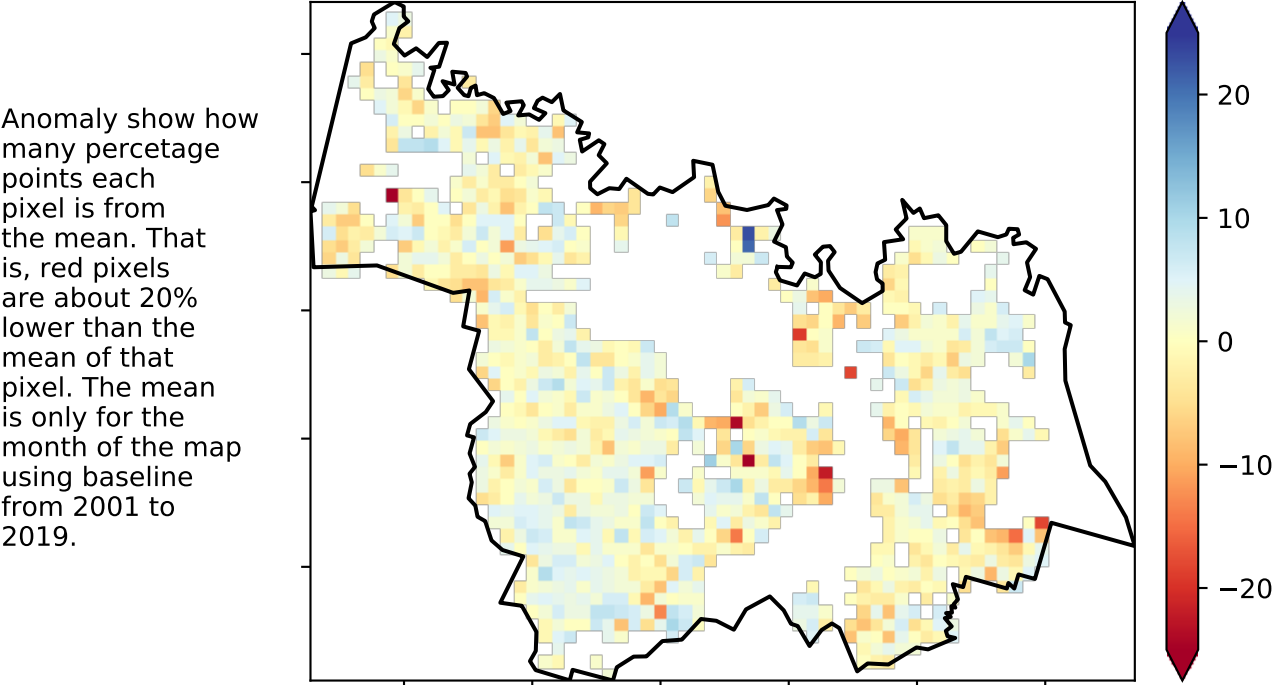 Anomaly show how
many percetage
points each
pixel is from
the mean. That
is, red pixels
are about 20%
lower than the
mean of that
pixel. The mean
is only for the
month of the map
using baseline
from 2001 to
2019.
20
10
0
−10
−20